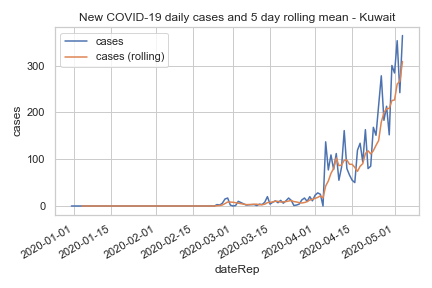 New COVID-19 daily cases and 5 day rolling mean - Kuwait
cases
cases (rolling)
300
200
100
0
cases
2020-01-01
2020-01-15
2020-02-01
2020-02-15
2020-03-01
2020-03-15
2020-04-01
2020-04-15
2020-05-01
dateRep